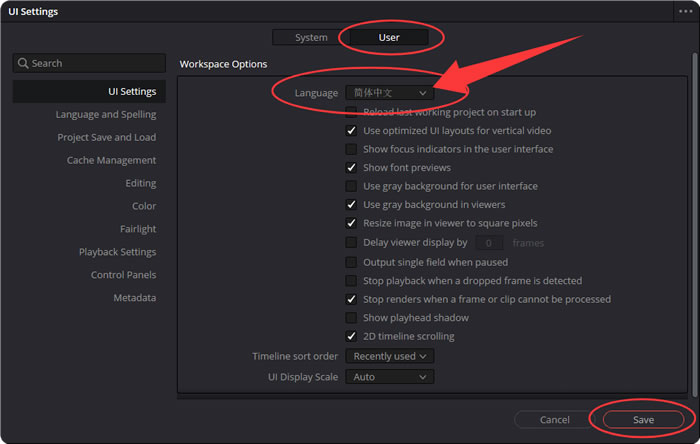 UI Settings
System User
Search
UI Settings
Language and Spelling
Project Save and Load
Cache Management
Editing
Color
Fairlight
Playback Settings
Control Panels
Metadata
Workspace Options
Language 简体中文
Reload last working project on start up
Use optimized UI layouts for vertical video
Show focus indicators in the user interface
Show font previews
Use gray background for user interface
Use gray background in viewers
Resize image in viewer to square pixels
Delay viewer display by 0 frames
Output single field when paused
Stop playback when a dropped frame is detected
Stop renders when a frame or clip cannot be processed
Show playhead shadow
2D timeline scrolling
Timeline sort order Recently used
UI Display Scale Auto
Cancel Save